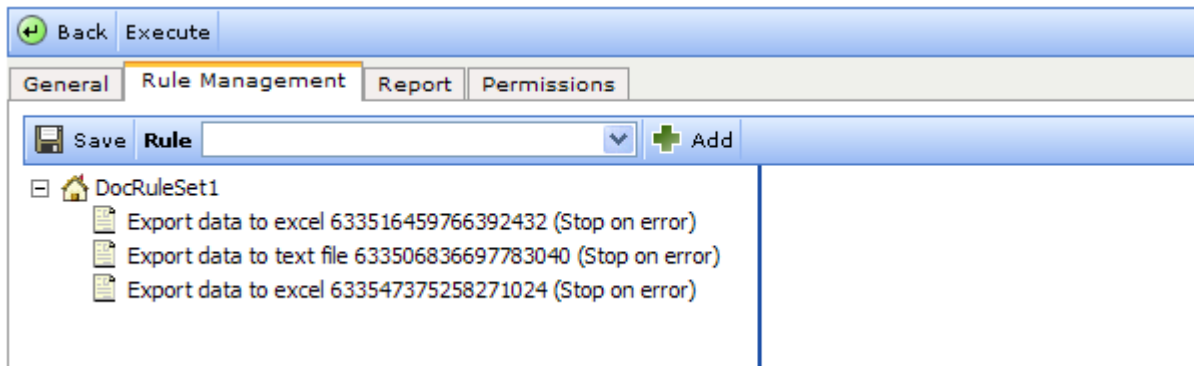 Back Execute
General Rule Management Report Permissions
Save Rule Add
DocRuleSet1
Export data to excel 633516459766392432 (Stop on error)
Export data to text file 633506836697783040 (Stop on error)
Export data to excel 633547375258271024 (Stop on error)